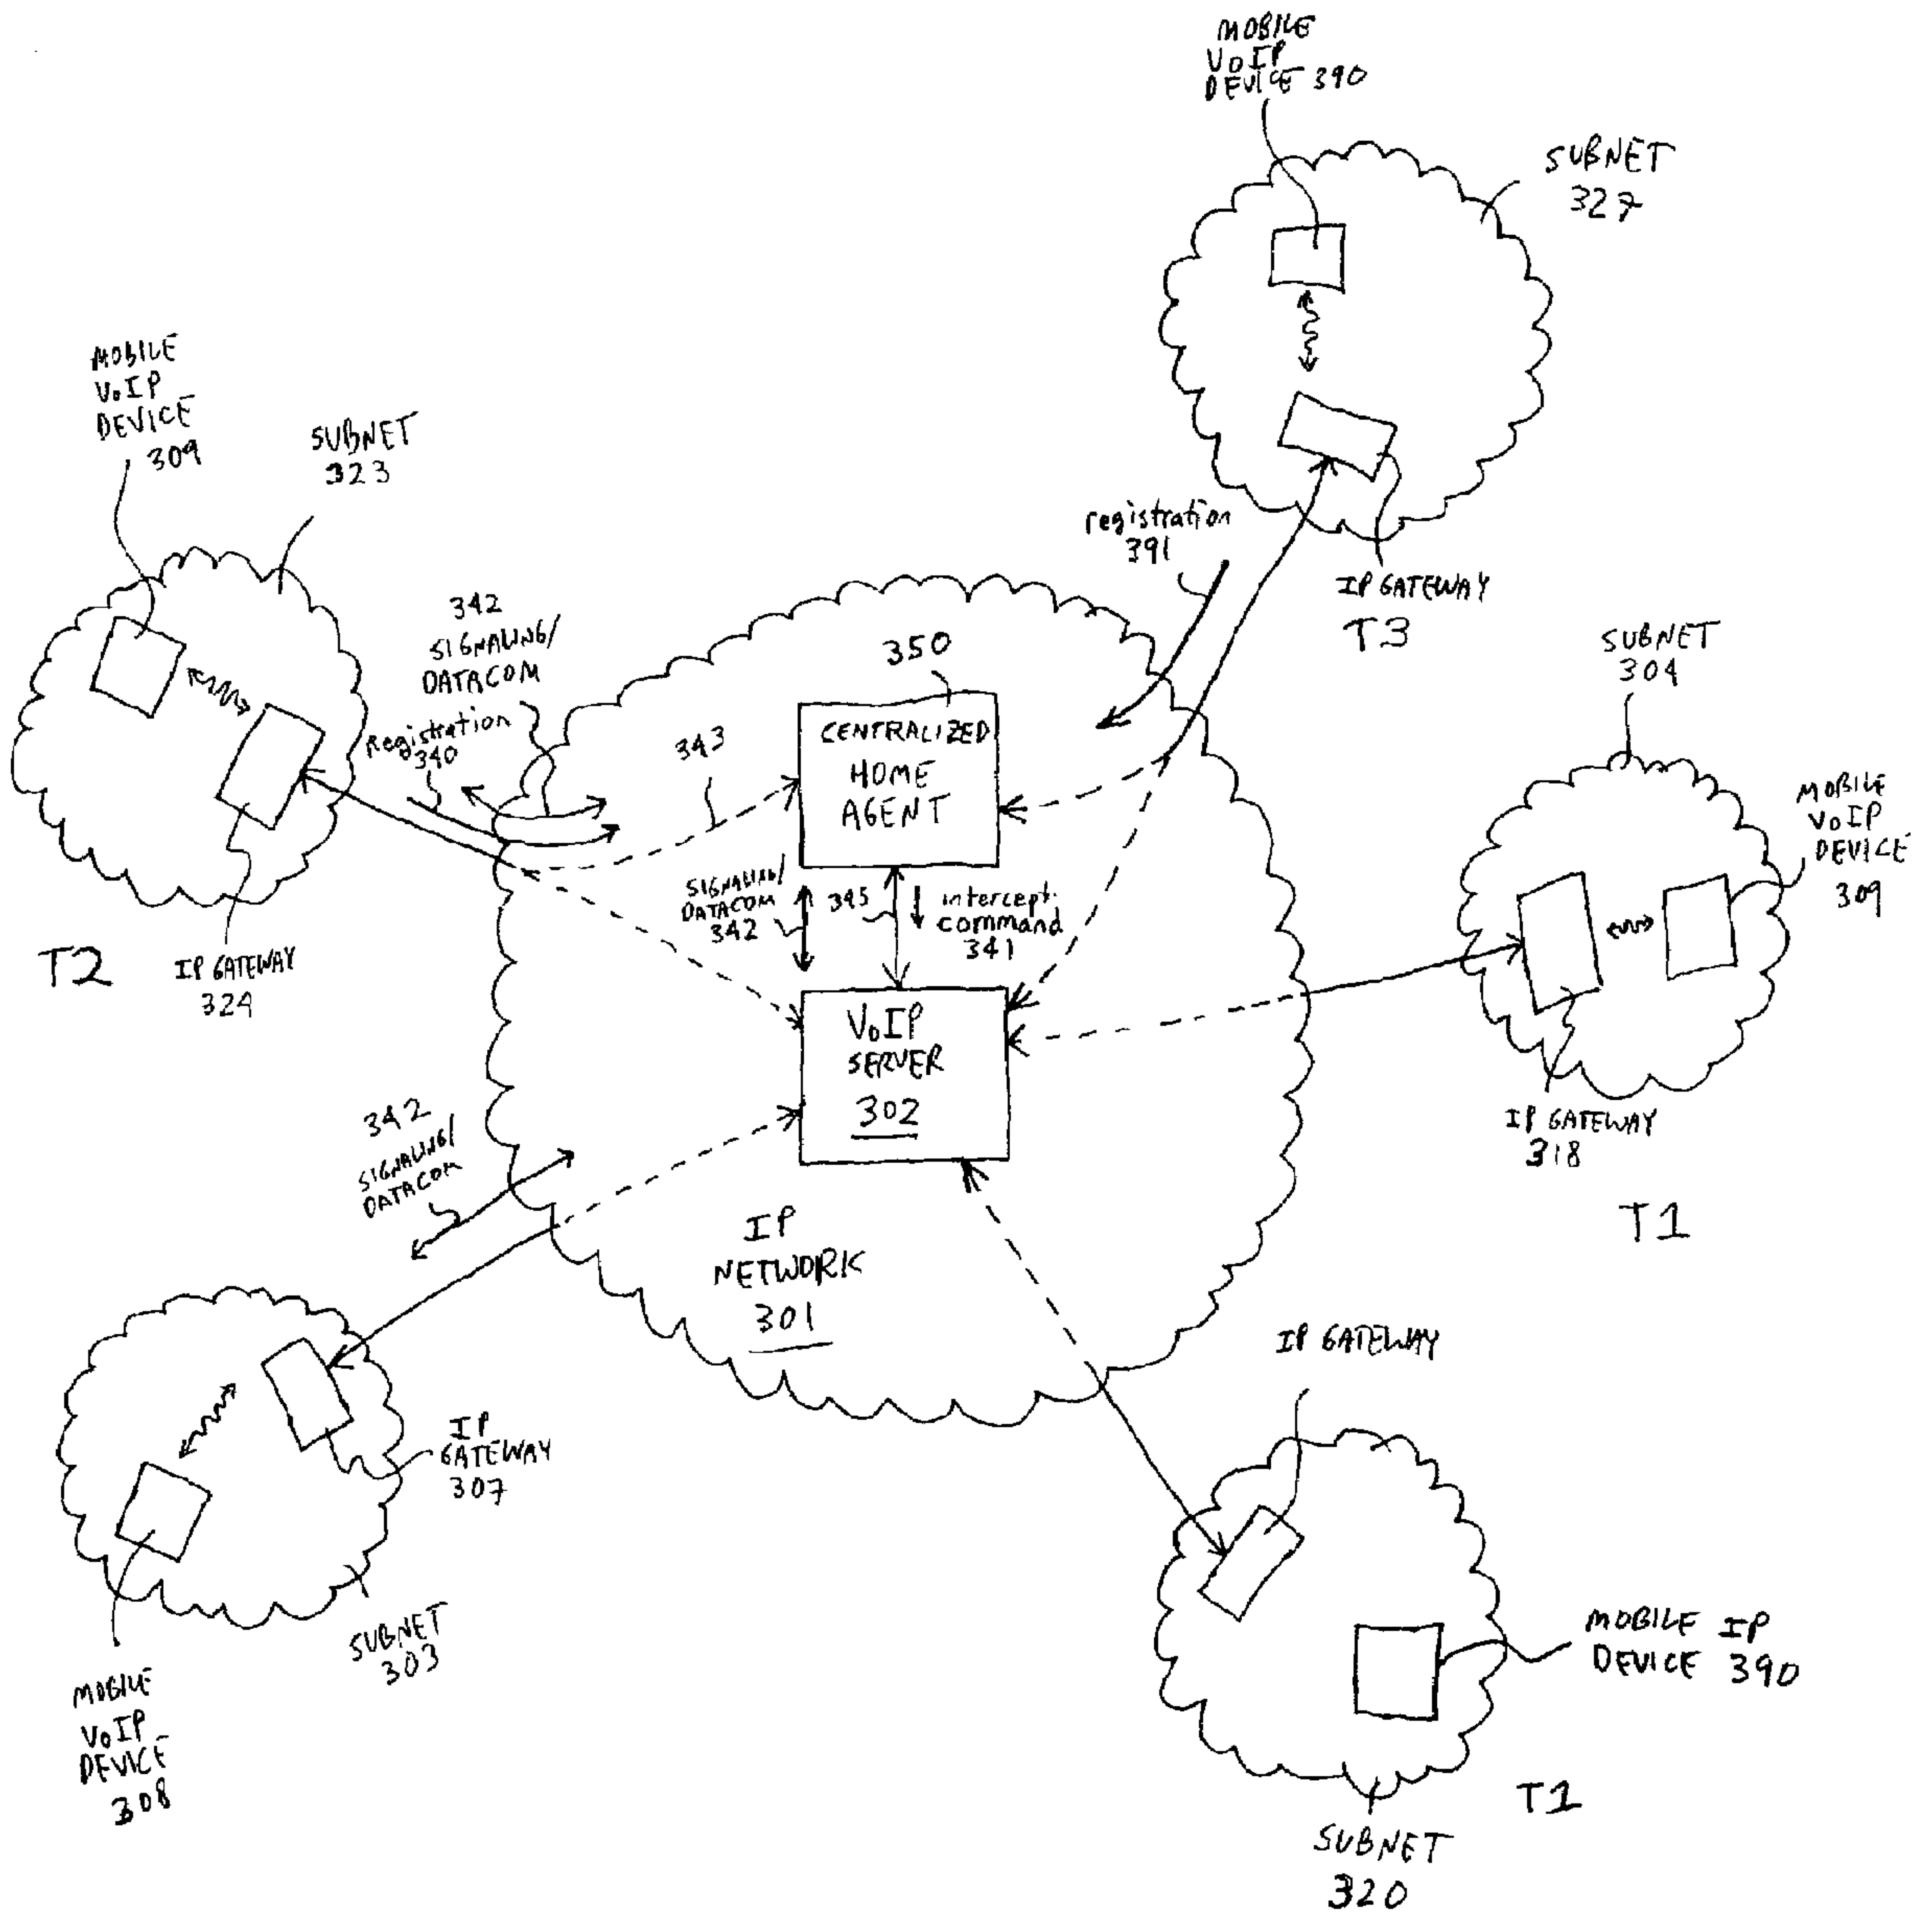 MOBILE
VoIP
DEVICE 390
SUBNET
327
registration
391
IP GATEWAY
T3
MOBILE
VoIP
DEVICE
309
SUBNET
323
342
SIGNALING/
DATACOM
Registration
340
343
350
CENTRALIZED
HOME
AGENT
SUBNET
304
MOBILE
VoIP
DEVICE
309
T2
IP GATEWAY
324
SIGNALING/
DATACOM
342
345
intercept
command
341
VoIP
SERVER
302
IP GATEWAY
318
T1
342
SIGNALING/
DATACOM
IP
NETWORK
301
IP GATEWAY
IP
GATEWAY
307
SUBNET
303
MOBILE
VoIP
DEVICE
308
MOBILE IP
DEVICE 390
T1
SUBNET
320